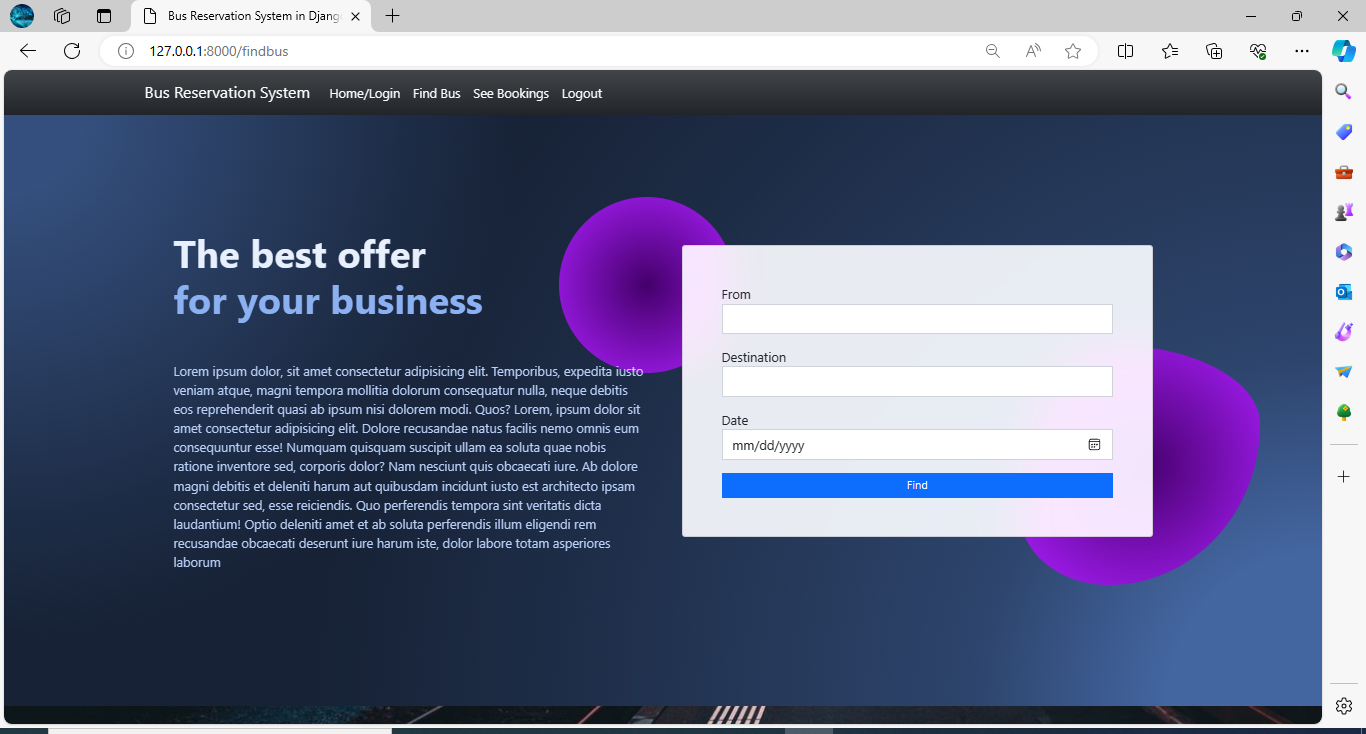 Bus Reservation System in Djang
127.0.0.1:8000/findbus
Bus Reservation System Home/Login Find Bus See Bookings Logout
The best offer
for your business
Lorem ipsum dolor, sit amet consectetur adipisicing elit. Temporibus, expedita iusto
veniam atque, magni tempora mollitia dolorum consequatur nulla, neque debitis
eos reprehenderit quasi ab ipsum nisi dolorem modi. Quos? Lorem, ipsum dolor sit
amet consectetur adipisicing elit. Dolore recusandae natus facilis nemo omnis eum
consequuntur esse! Numquam quisquam suscipit ullam ea soluta quae nobis
ratione inventore sed, corporis dolor? Nam nesciunt quis obcaecati iure. Ab dolore
magni debitis et deleniti harum aut quibusdam incidunt iusto est architecto ipsam
consectetur sed, esse reiciendis. Quo perferendis tempora sint veritatis dicta
laudantium! Optio deleniti amet et ab soluta perferendis illum eligendi rem
recusandae obcaecati deserunt iure harum iste, dolor labore totam asperiores
laborum
From
Destination
Date
mm/dd/yyyy
Find